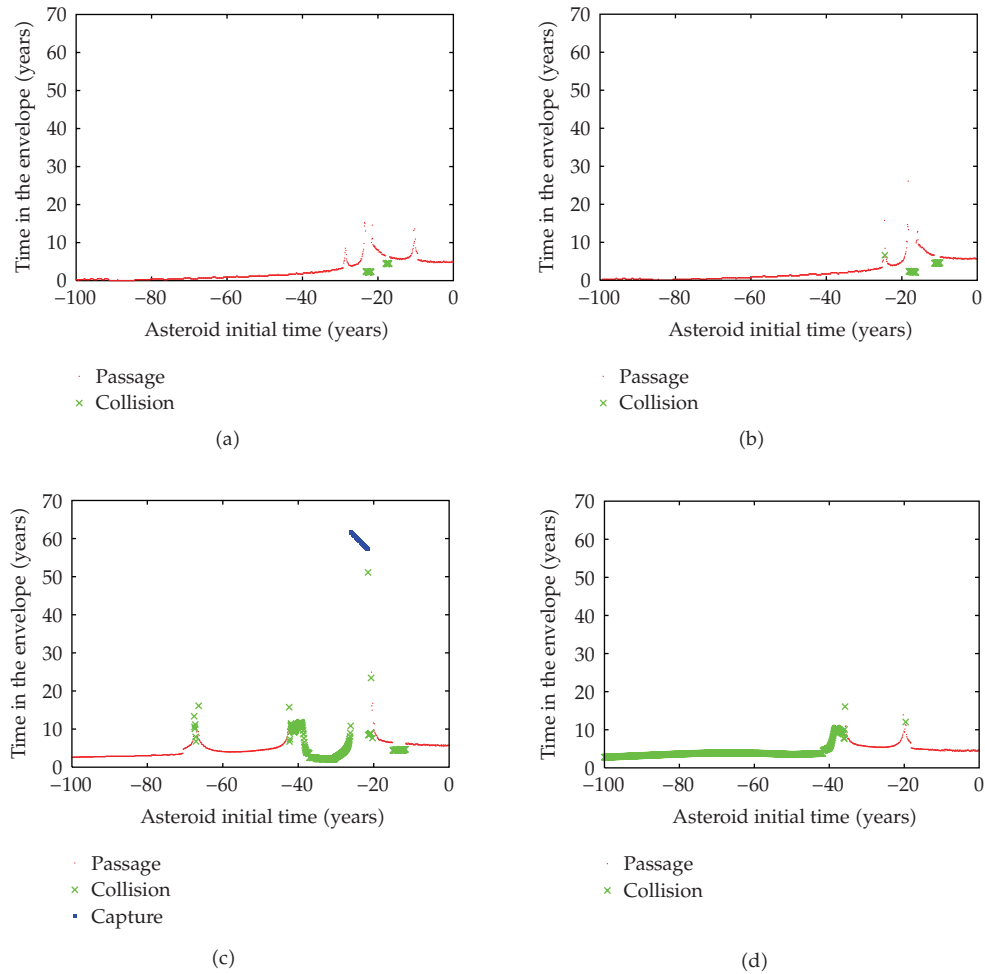 70
60
50
40
30
20
10
0
Time in the envelope (years)
−100 −80 −60 −40 −20 0
Asteroid initial time (years)
Passage
Collision
(a)
70
60
50
40
30
20
10
0
Time in the envelope (years)
−100 −80 −60 −40 −20 0
Asteroid initial time (years)
Passage
Collision
(b)
70
60
50
40
30
20
10
0
Time in the envelope (years)
−100 −80 −60 −40 −20 0
Asteroid initial time (years)
Passage
Collision
Capture
(c)
70
60
50
40
30
20
10
0
Time in the envelope (years)
−100 −80 −60 −40 −20 0
Asteroid initial time (years)
Passage
Collision
(d)